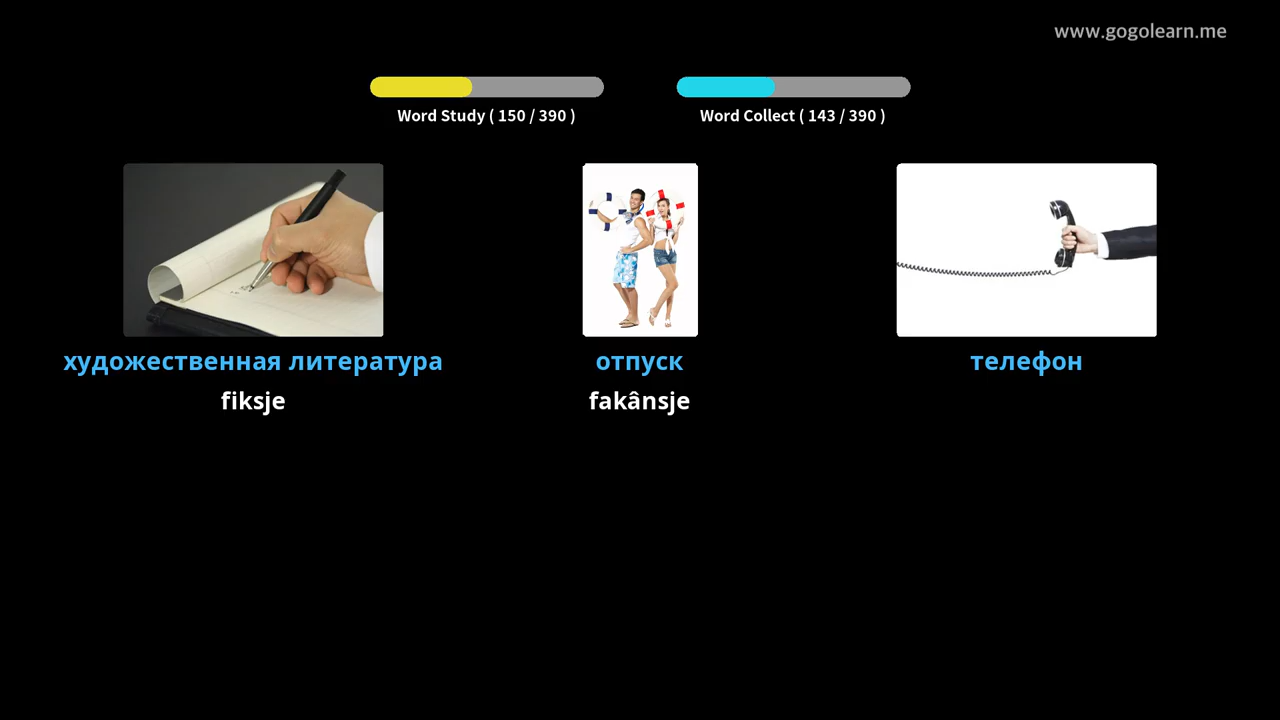 www.gogolearn.me
Word Study ( 150 / 390 )
Word Collect ( 143 / 390 )
художественная литература
отпуск
телефон
fiksje
fakânsje